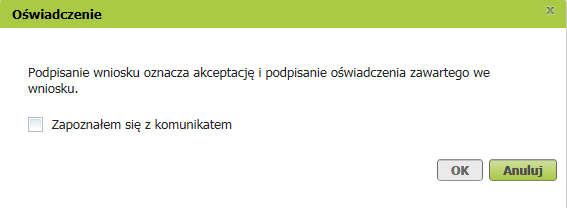 Oświadczenie x
Podpisanie wniosku oznacza akceptację i podpisanie oświadczenia zawartego we
wniosku.
Zapoznałem się z komunikatem
OK Anuluj